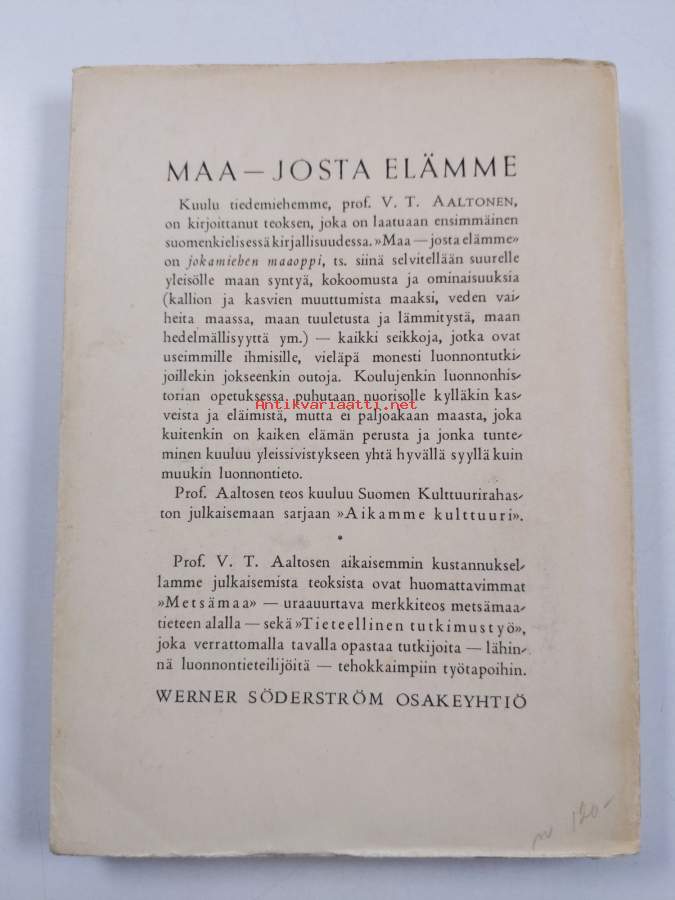 MAA — JOSTA ELÄMME
Kuulu tiedemiehemme, prof. V. T. AALTONEN,
on kirjoittanut teoksen, joka on laatuaan ensimmäinen
suomenkielisessä kirjallisuudessa. »Maa — josta elämme»
on jokamiehen maaoppi, ts. siinä selvitellään suurelle
yleisölle maan syntyä, kokoomusta ja ominaisuuksia
(kallion ja kasvien muuttumista maaksi, veden vai-
heita maassa, maan tuuletusta ja lämmitystä, maan
hedelmällisyyttä ym.) — kaikki seikkoja, jotka ovat
useimmille ihmisille, vieläpä monesti luonnontutki-
joillekin jokseenkin outoja. Koulujenkin luonnonhis-
torian opetuksessa puhutaan nuorisolle kylläkin kas-
Antikvariaatti.net
veista ja eläimistä, mutta ei paljoakaan maasta, joka
kuitenkin on kaiken elämän perusta ja jonka tunte-
minen kuuluu yleissivistykseen yhtä hyvällä syyllä kuin
muukin luonnontieto.
Prof. Aaltosen teos kuuluu Suomen Kulttuurirahas-
ton julkaisemaan sarjaan »Aikamme kulttuuri».
*
Prof. V. T. Aaltosen aikaisemmin kustannuksel-
lamme julkaisemista teoksista ovat huomattavimmat
»Metsämaa» — uraauurtava merkkiteos metsämaa-
tieteen alalla — sekä »Tieteellinen tutkimustyö»,
joka verrattomalla tavalla opastaa tutkijoita — lähin-
nä luonnontieteilijöitä — tehokkaimpiin työtapoihin.
WERNER SÖDERSTRÖM OSAKEYHTIÖ
120-